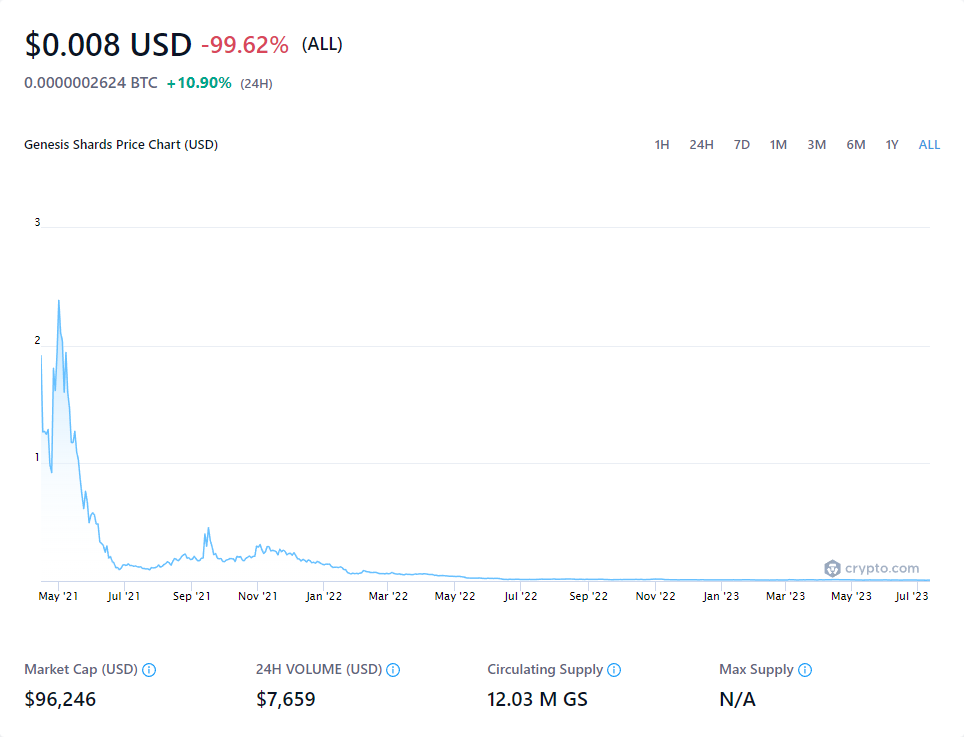 $0.008 USD -99.62% (ALL)
0.0000002624 BTC +10.90% (24H)
Genesis Shards Price Chart (USD) 1H 24H 7D 1M 3M 6M 1Y ALL
3
2
1
crypto.com
May '21 Jul '21 Sep '21 Nov '21 Jan '22 Mar '22 May '22 Jul '22 Sep '22 Nov '22 Jan '23 Mar '23 May '23 Jul '23
Market Cap (USD) 24H VOLUME (USD) Circulating Supply Max Supply
$96,246 $7,659 12.03 M GS N/A